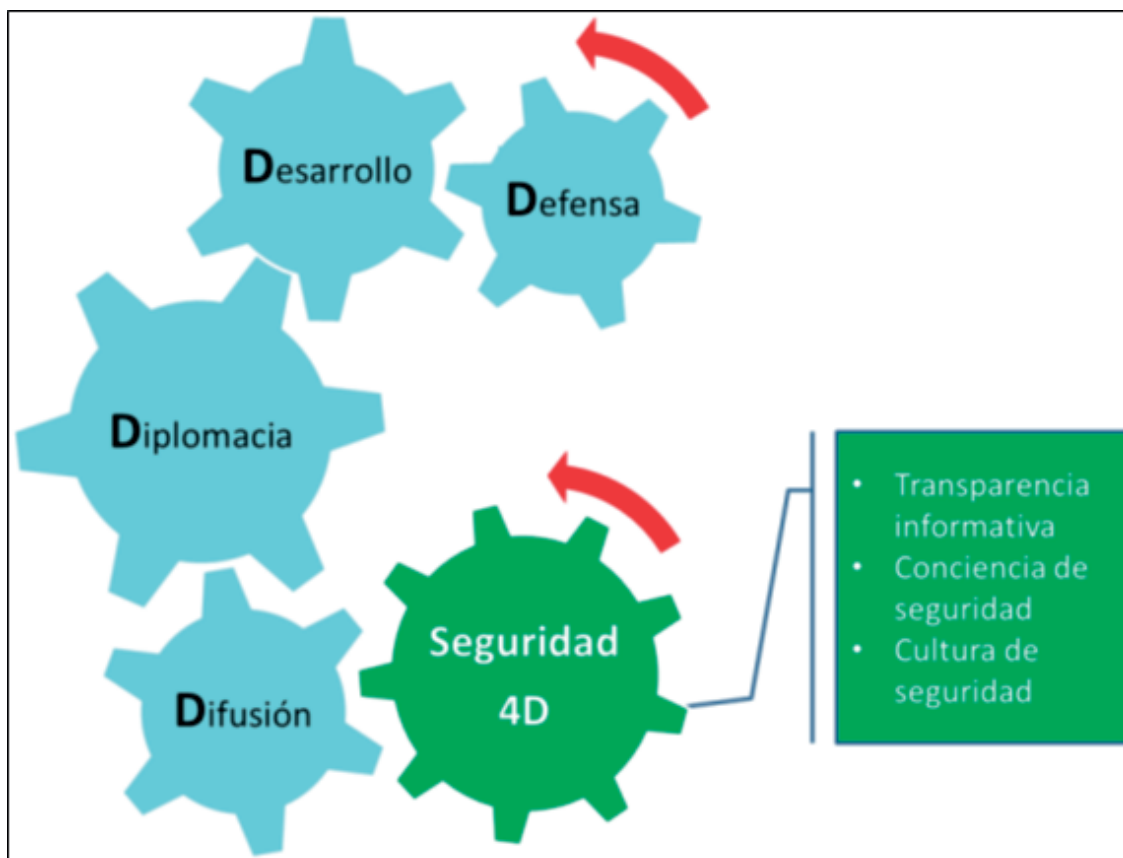 Desarrollo
Defensa
Diplomacia
Difusión
Seguridad
4D
• Transparencia
informativa
• Conciencia de
seguridad
• Cultura de
seguridad